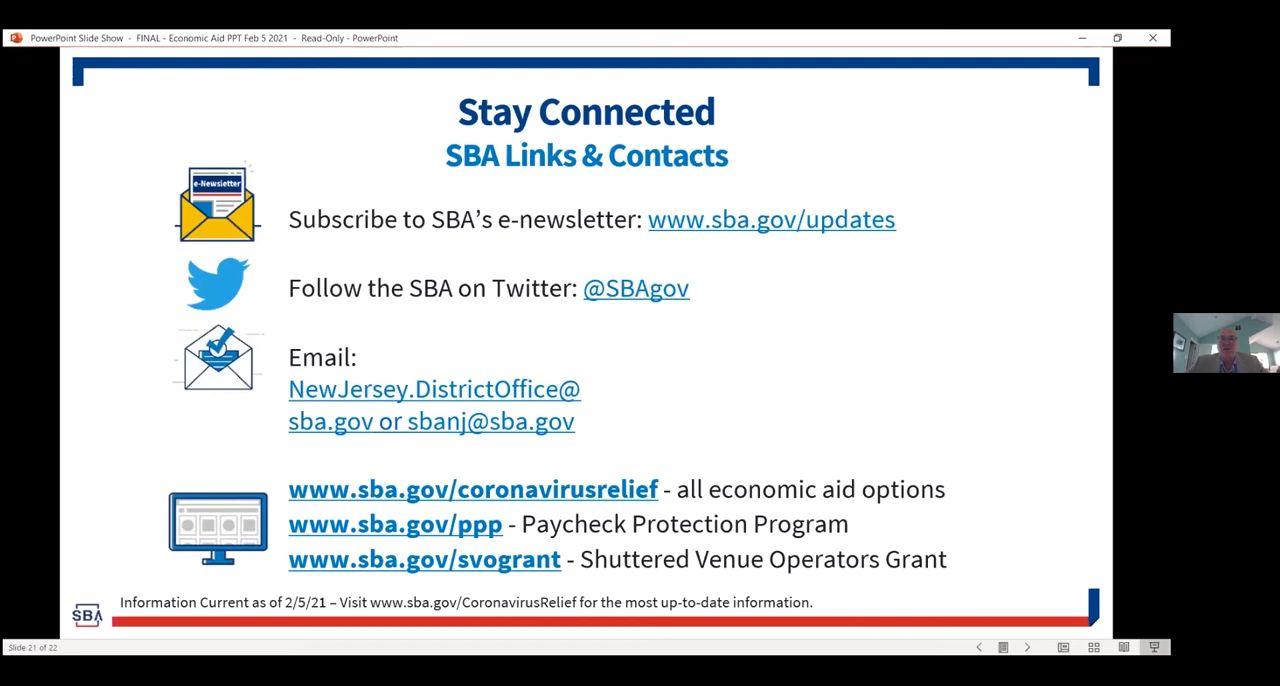 PowerPoint Slide Show - FINAL - Economic Aid PPT Feb 5 2021 - Read-Only - PowerPoint
Stay Connected
SBA Links & Contacts
e-Newsletter
Subscribe to SBA's e-newsletter: www.sba.gov/updates
Follow the SBA on Twitter: @SBAgov
Email:
NewJersey.DistrictOffice@
sba.gov or sbanj@sba.gov
www.sba.gov/coronavirusrelief - all economic aid options
www.sba.gov/ppp - Paycheck Protection Program
www.sba.gov/svogrant - Shuttered Venue Operators Grant
Information Current as of 2/5/21 – Visit www.sba.gov/CoronavirusRelief for the most up-to-date information.
SBA
Slide 21 of 22